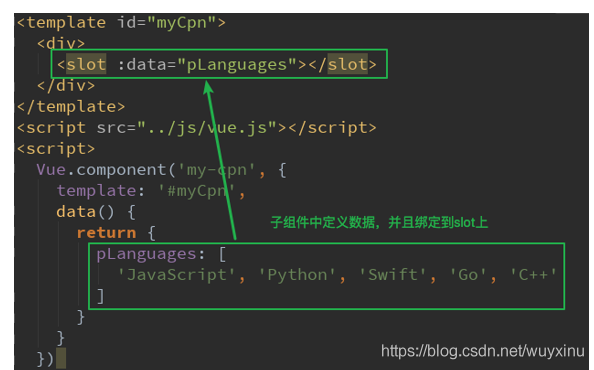 <template id="myCpn">
  <div>
    <slot :data="pLanguages"></slot>
  </div>
</template>
<script src="../js/vue.js"></script>
<script>
  Vue.component('my-cpn', {
    template: '#myCpn',
    data() {
子组件中定义数据，并且绑定到slot上
      return {
        pLanguages: [
          'JavaScript', 'Python', 'Swift', 'Go', 'C++'
        ]
      }
    }
  })
https://blog.csdn.net/wuyxinu